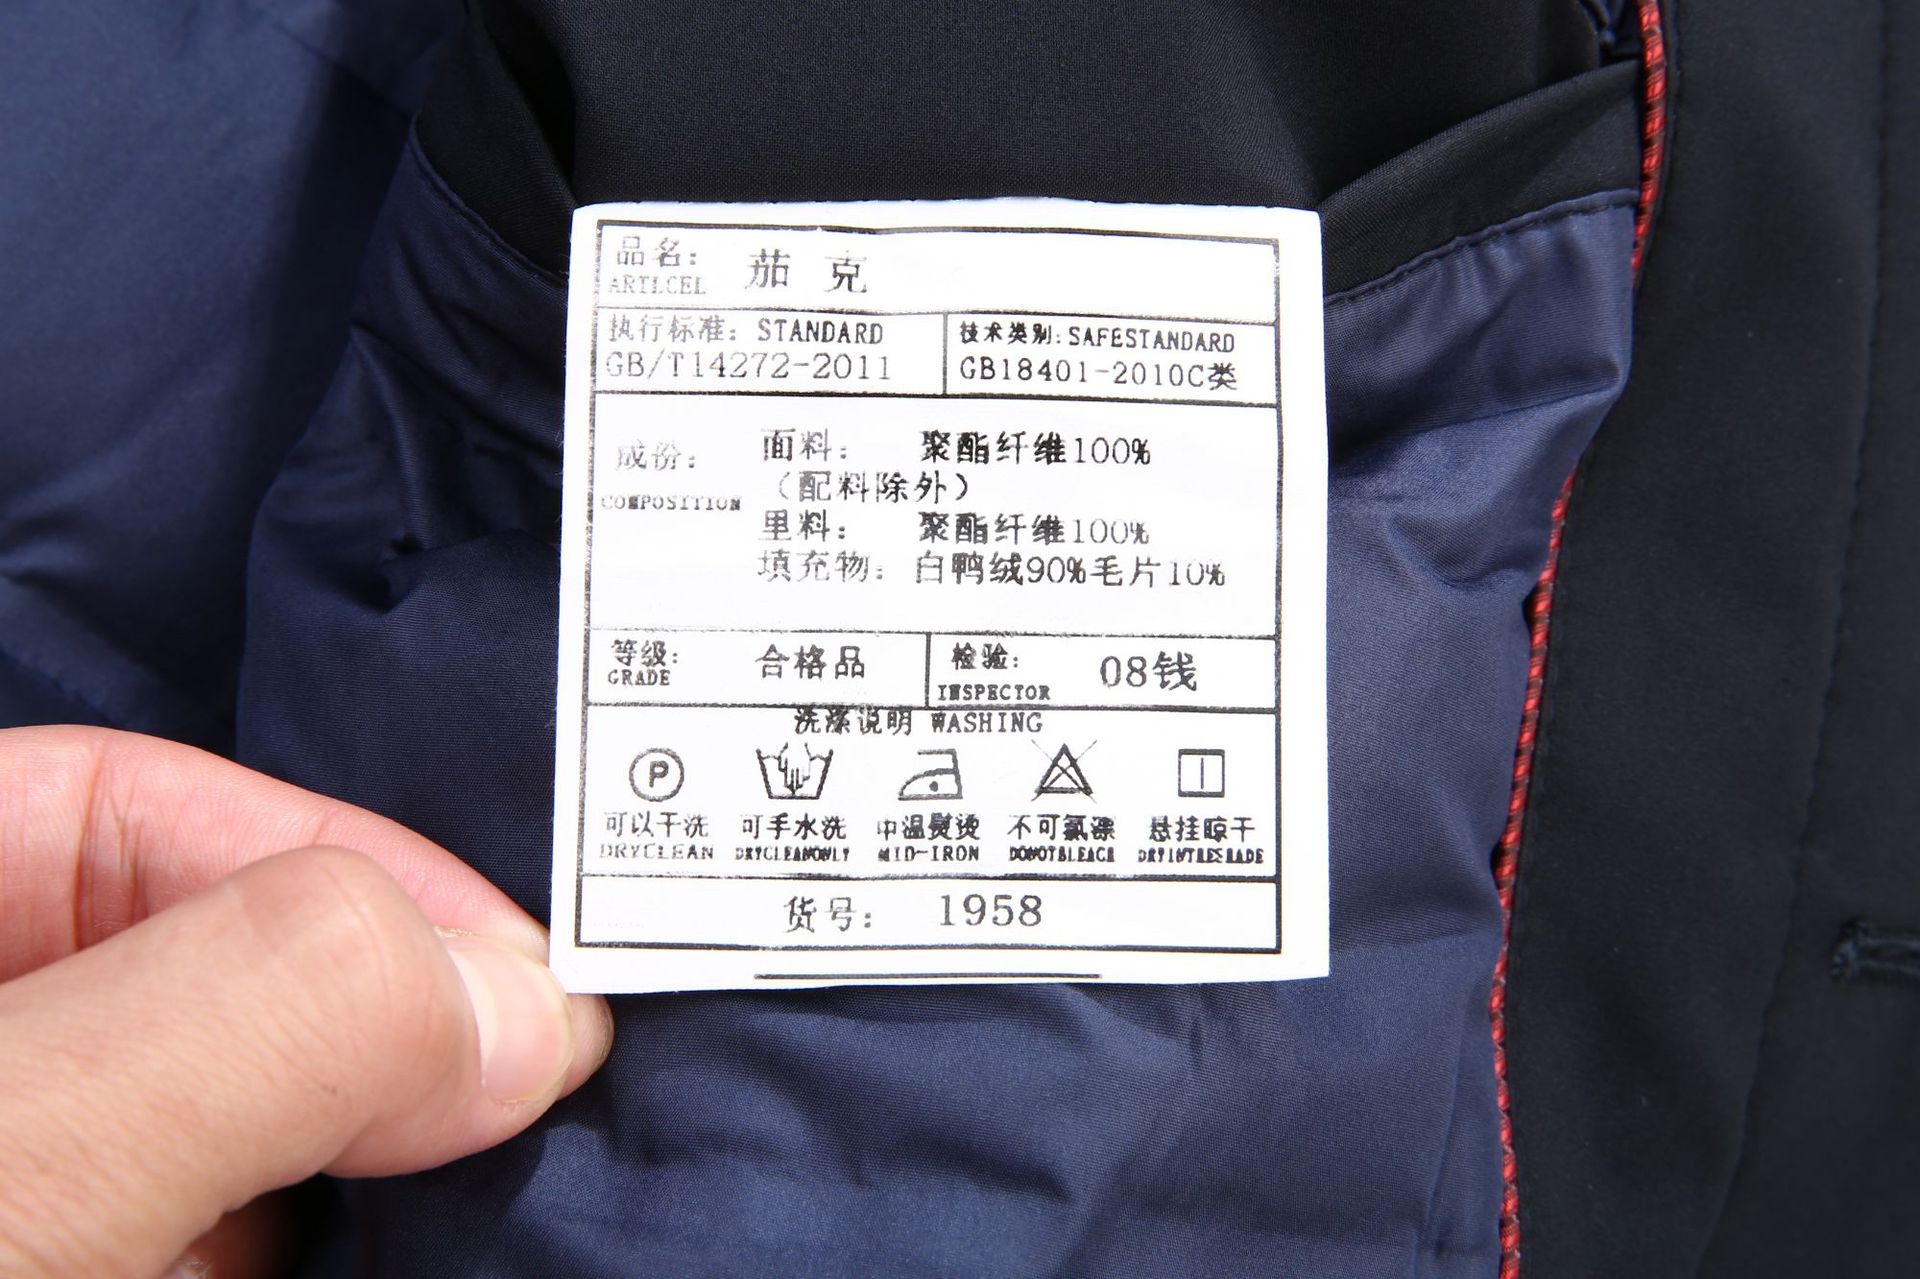 品名： 茄 克
ARTLCEL
执行标准：STANDARD
GB/T14272-2011
技术类别：SAFESTANDARD
GB18401-2010C类
成份：
COMPOSITION
面料： 聚酯纤维100%
（配料除外）
里料： 聚酯纤维100%
填充物：白鸭绒90%毛片10%
等级： 合格品
GRADE
检验： 08钱
INSPECTOR
洗涤说明 WASHING
P
可以干洗 可手水洗 中温熨烫 不可氯漂 悬挂晾干
DRYCLEAN DRYCLEANONLY MID-IRON DONOTBLEACH
货号： 1958